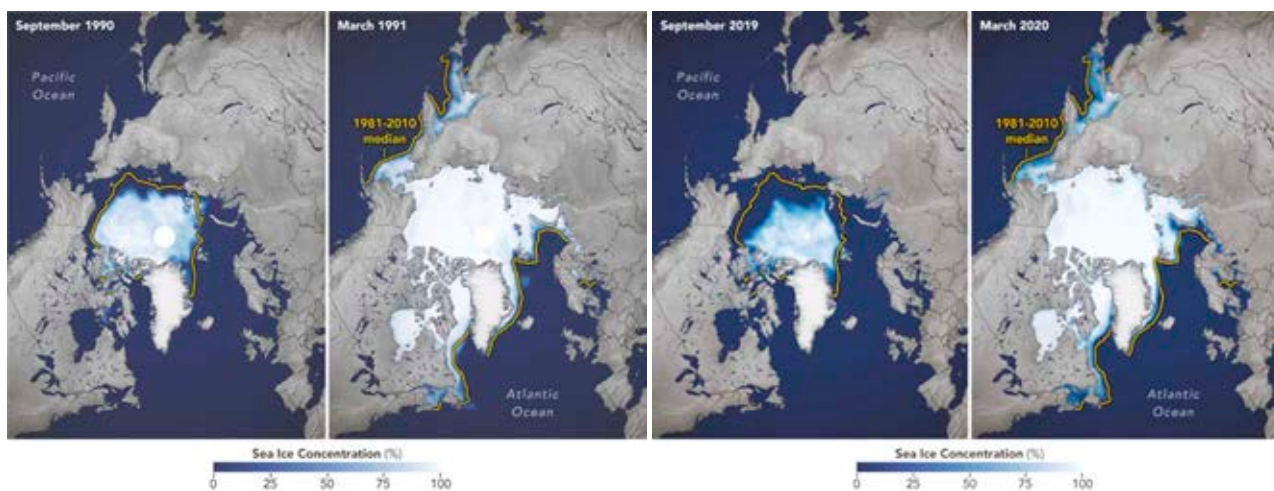 September 1990
March 1991
September 2019
March 2020
Pacific
Ocean
1981-2010
median
Pacific
Ocean
1981-2010
median
Atlantic
Ocean
Atlantic
Ocean
Sea Ice Concentration (%)
0 25 50 75 100
Sea Ice Concentration (%)
0 25 50 75 100